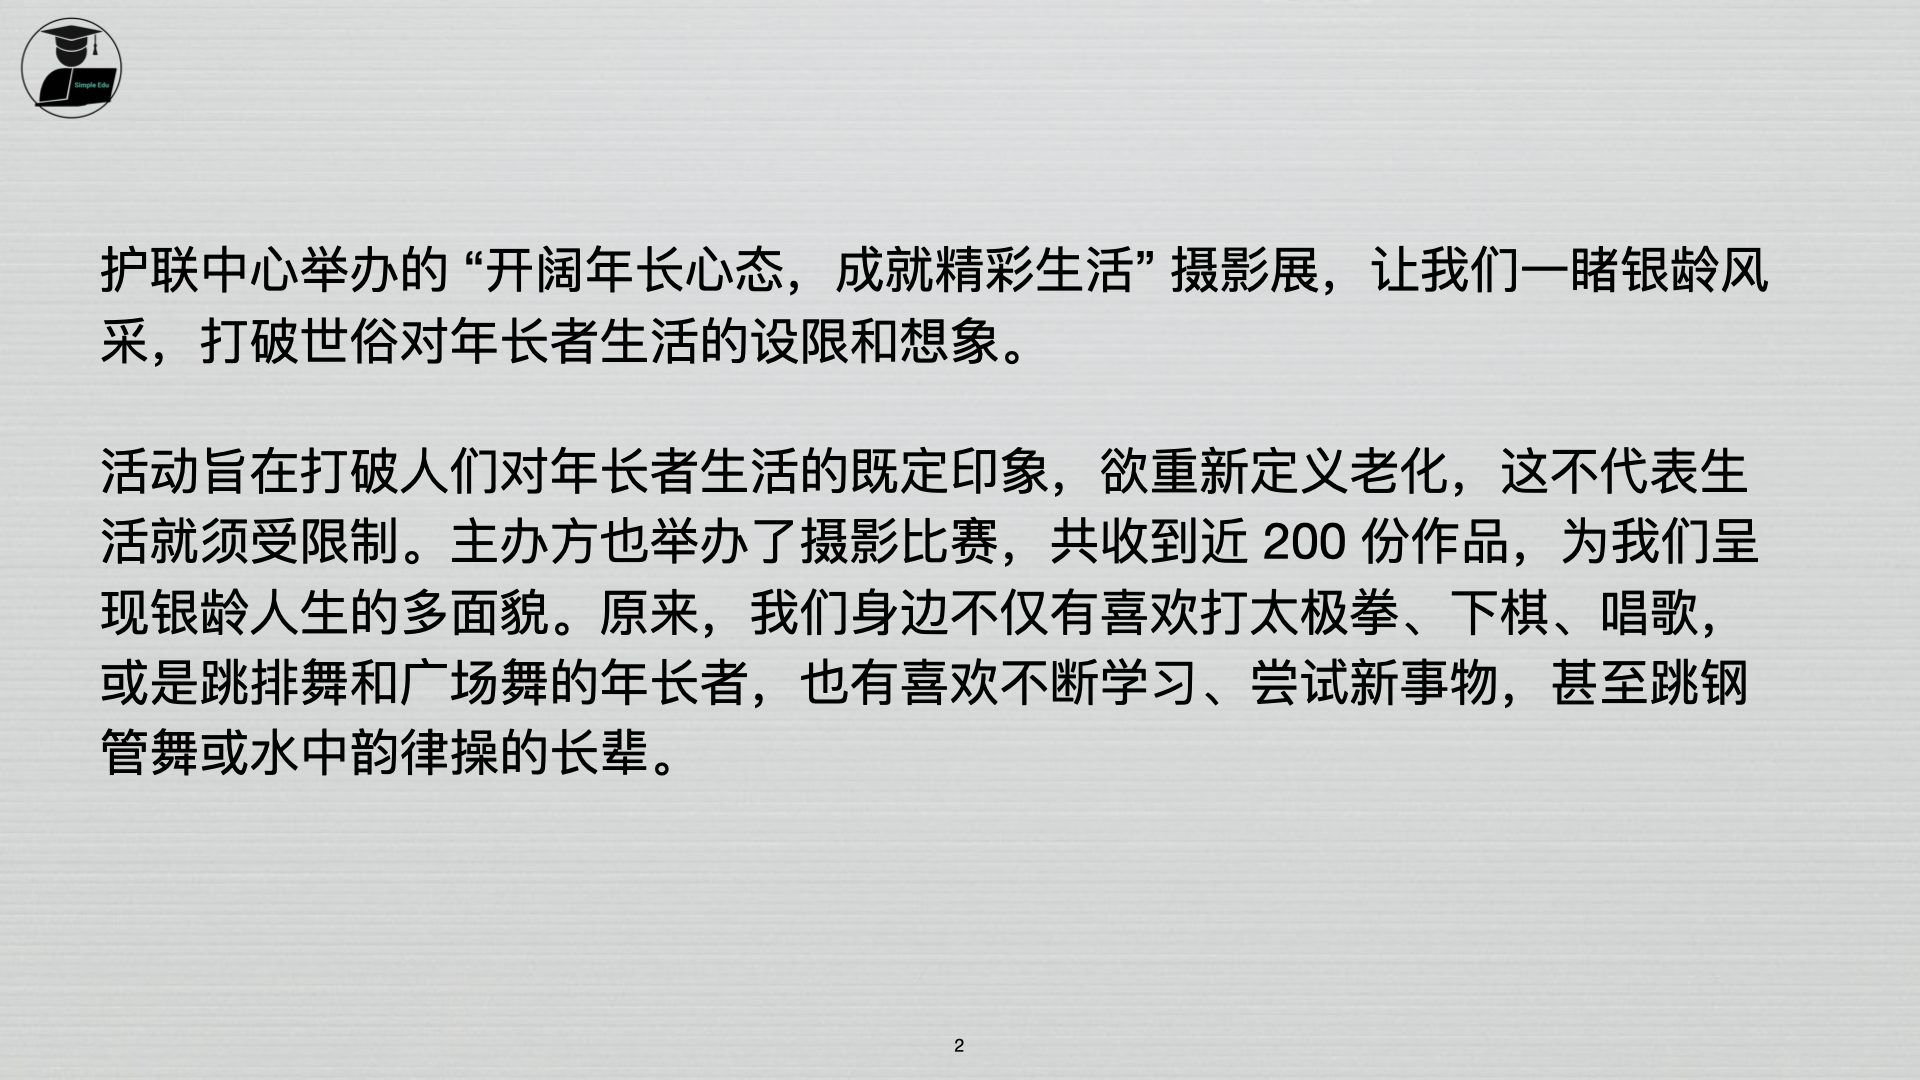 Simple Edu
护联中心举办的 “开阔年长心态，成就精彩生活” 摄影展，让我们一睹银龄风
采，打破世俗对年长者生活的设限和想象。
活动旨在打破人们对年长者生活的既定印象，欲重新定义老化，这不代表生
活就须受限制。主办方也举办了摄影比赛，共收到近 200 份作品，为我们呈
现银龄人生的多面貌。原来，我们身边不仅有喜欢打太极拳、下棋、唱歌，
或是跳排舞和广场舞的年长者，也有喜欢不断学习、尝试新事物，甚至跳钢
管舞或水中韵律操的长辈。
2